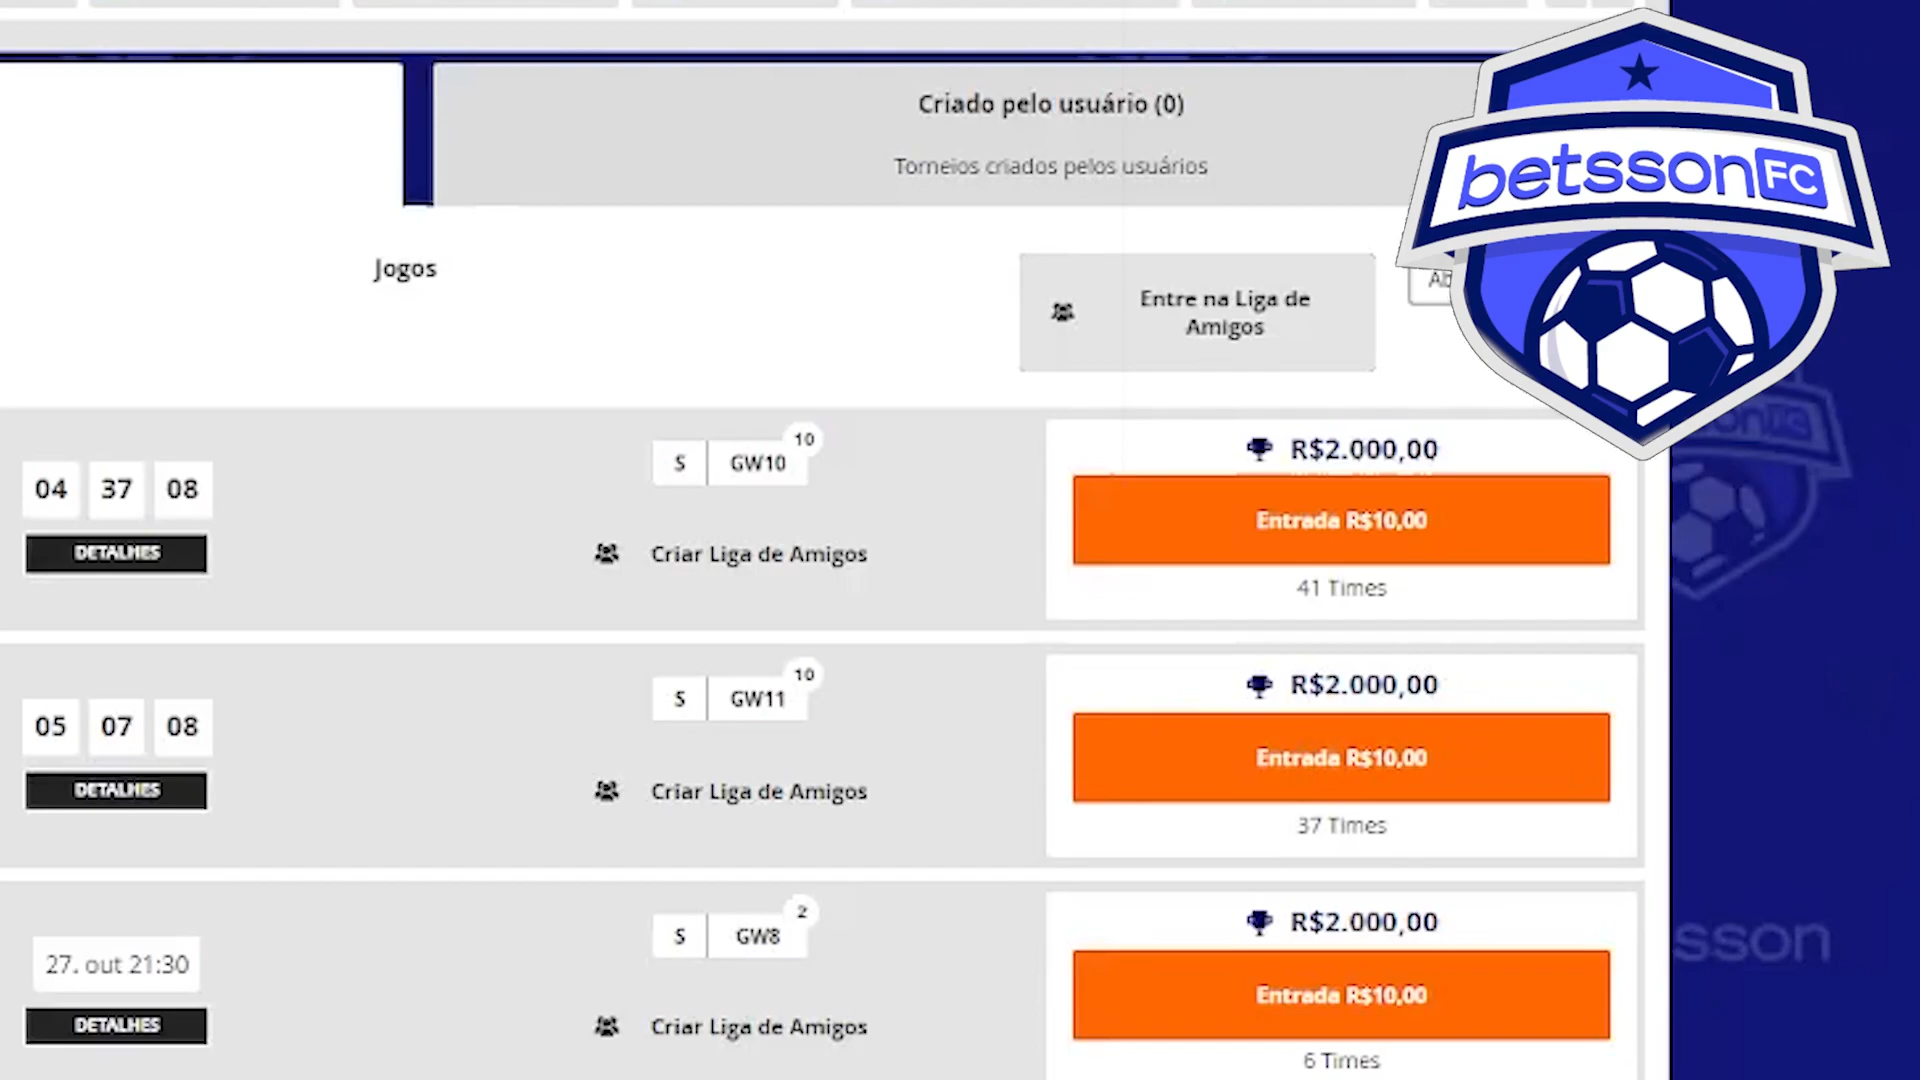 Criado pelo usuário (0)
Torneios criados pelos usuários
betsson FC
Jogos
Entre na Liga de
Amigos
04 37 08
DETALHES
S GW10 10
Criar Liga de Amigos
R$2.000,00
Entrada R$10,00
41 Times
05 07 08
DETALHES
S GW11 10
Criar Liga de Amigos
R$2.000,00
Entrada R$10,00
37 Times
27. out 21:30
DETALHES
S GW8 2
Criar Liga de Amigos
R$2.000,00
Entrada R$10,00
6 Times
sson